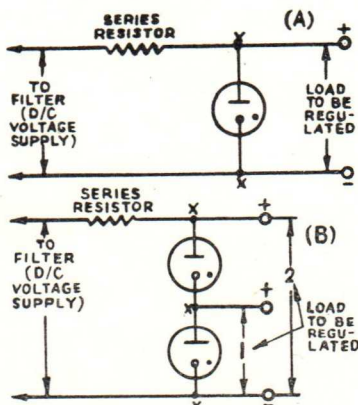 SERIES
RESISTOR
(A)
X
+
TO
FILTER
(D/C
VOLTAGE
SUPPLY)
LOAD
TO BE
REGU-
LATED
X
–
SERIES
RESISTOR
X
+
(B)
TO
FILTER
(D/C
VOLTAGE
SUPPLY)
2
X
+
1
LOAD
TO BE
REGU-
LATED
X
–